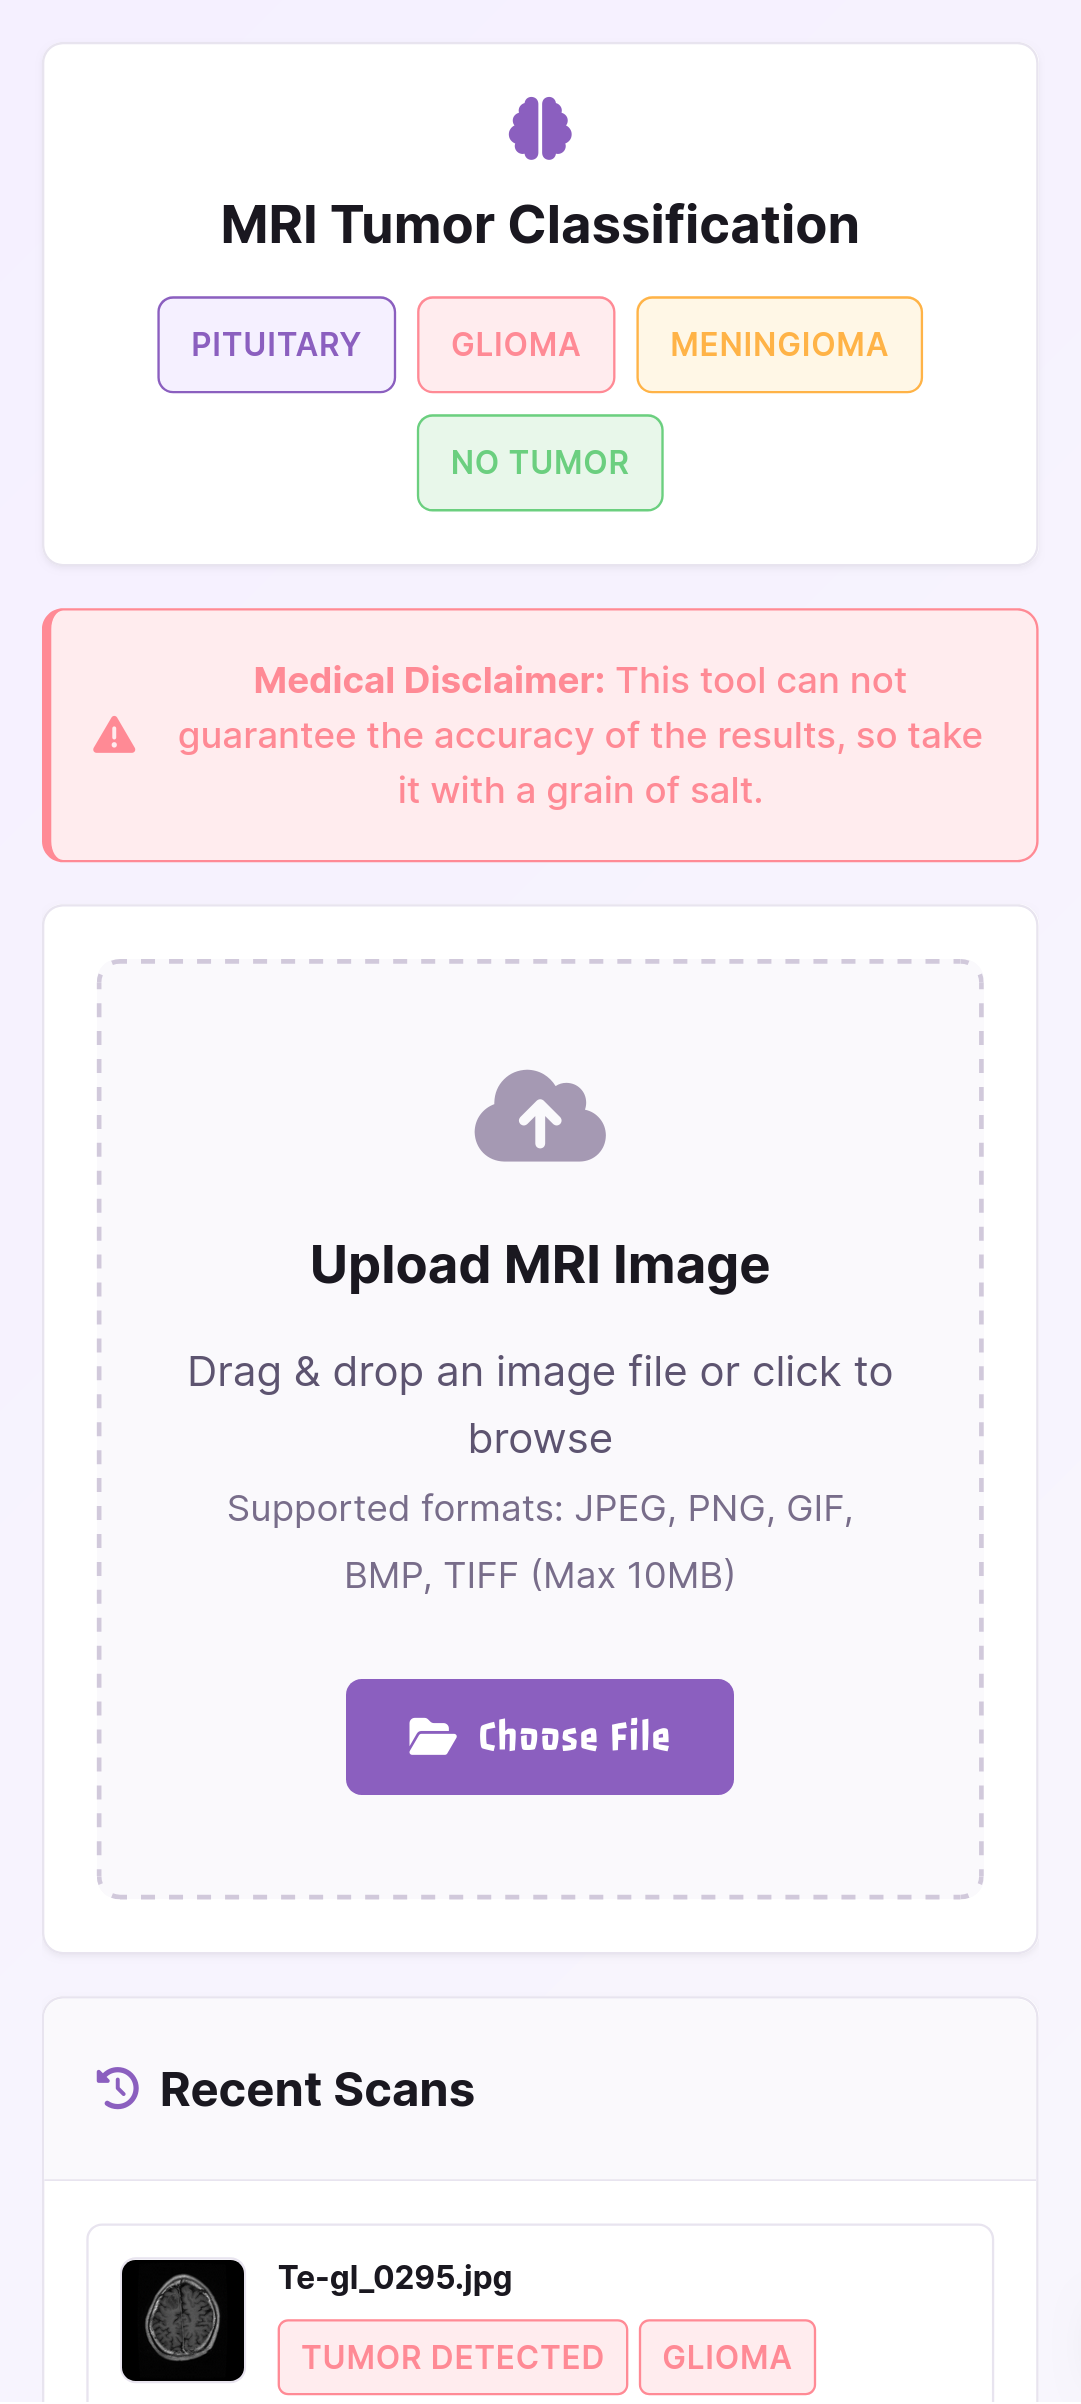 MRI Tumor Classification
PITUITARY GLIOMA MENINGIOMA
NO TUMOR
Medical Disclaimer: This tool can not
guarantee the accuracy of the results, so take
it with a grain of salt.
Upload MRI Image
Drag & drop an image file or click to
browse
Supported formats: JPEG, PNG, GIF,
BMP, TIFF (Max 10MB)
Choose File
Recent Scans
Te-gl_0295.jpg
TUMOR DETECTED GLIOMA